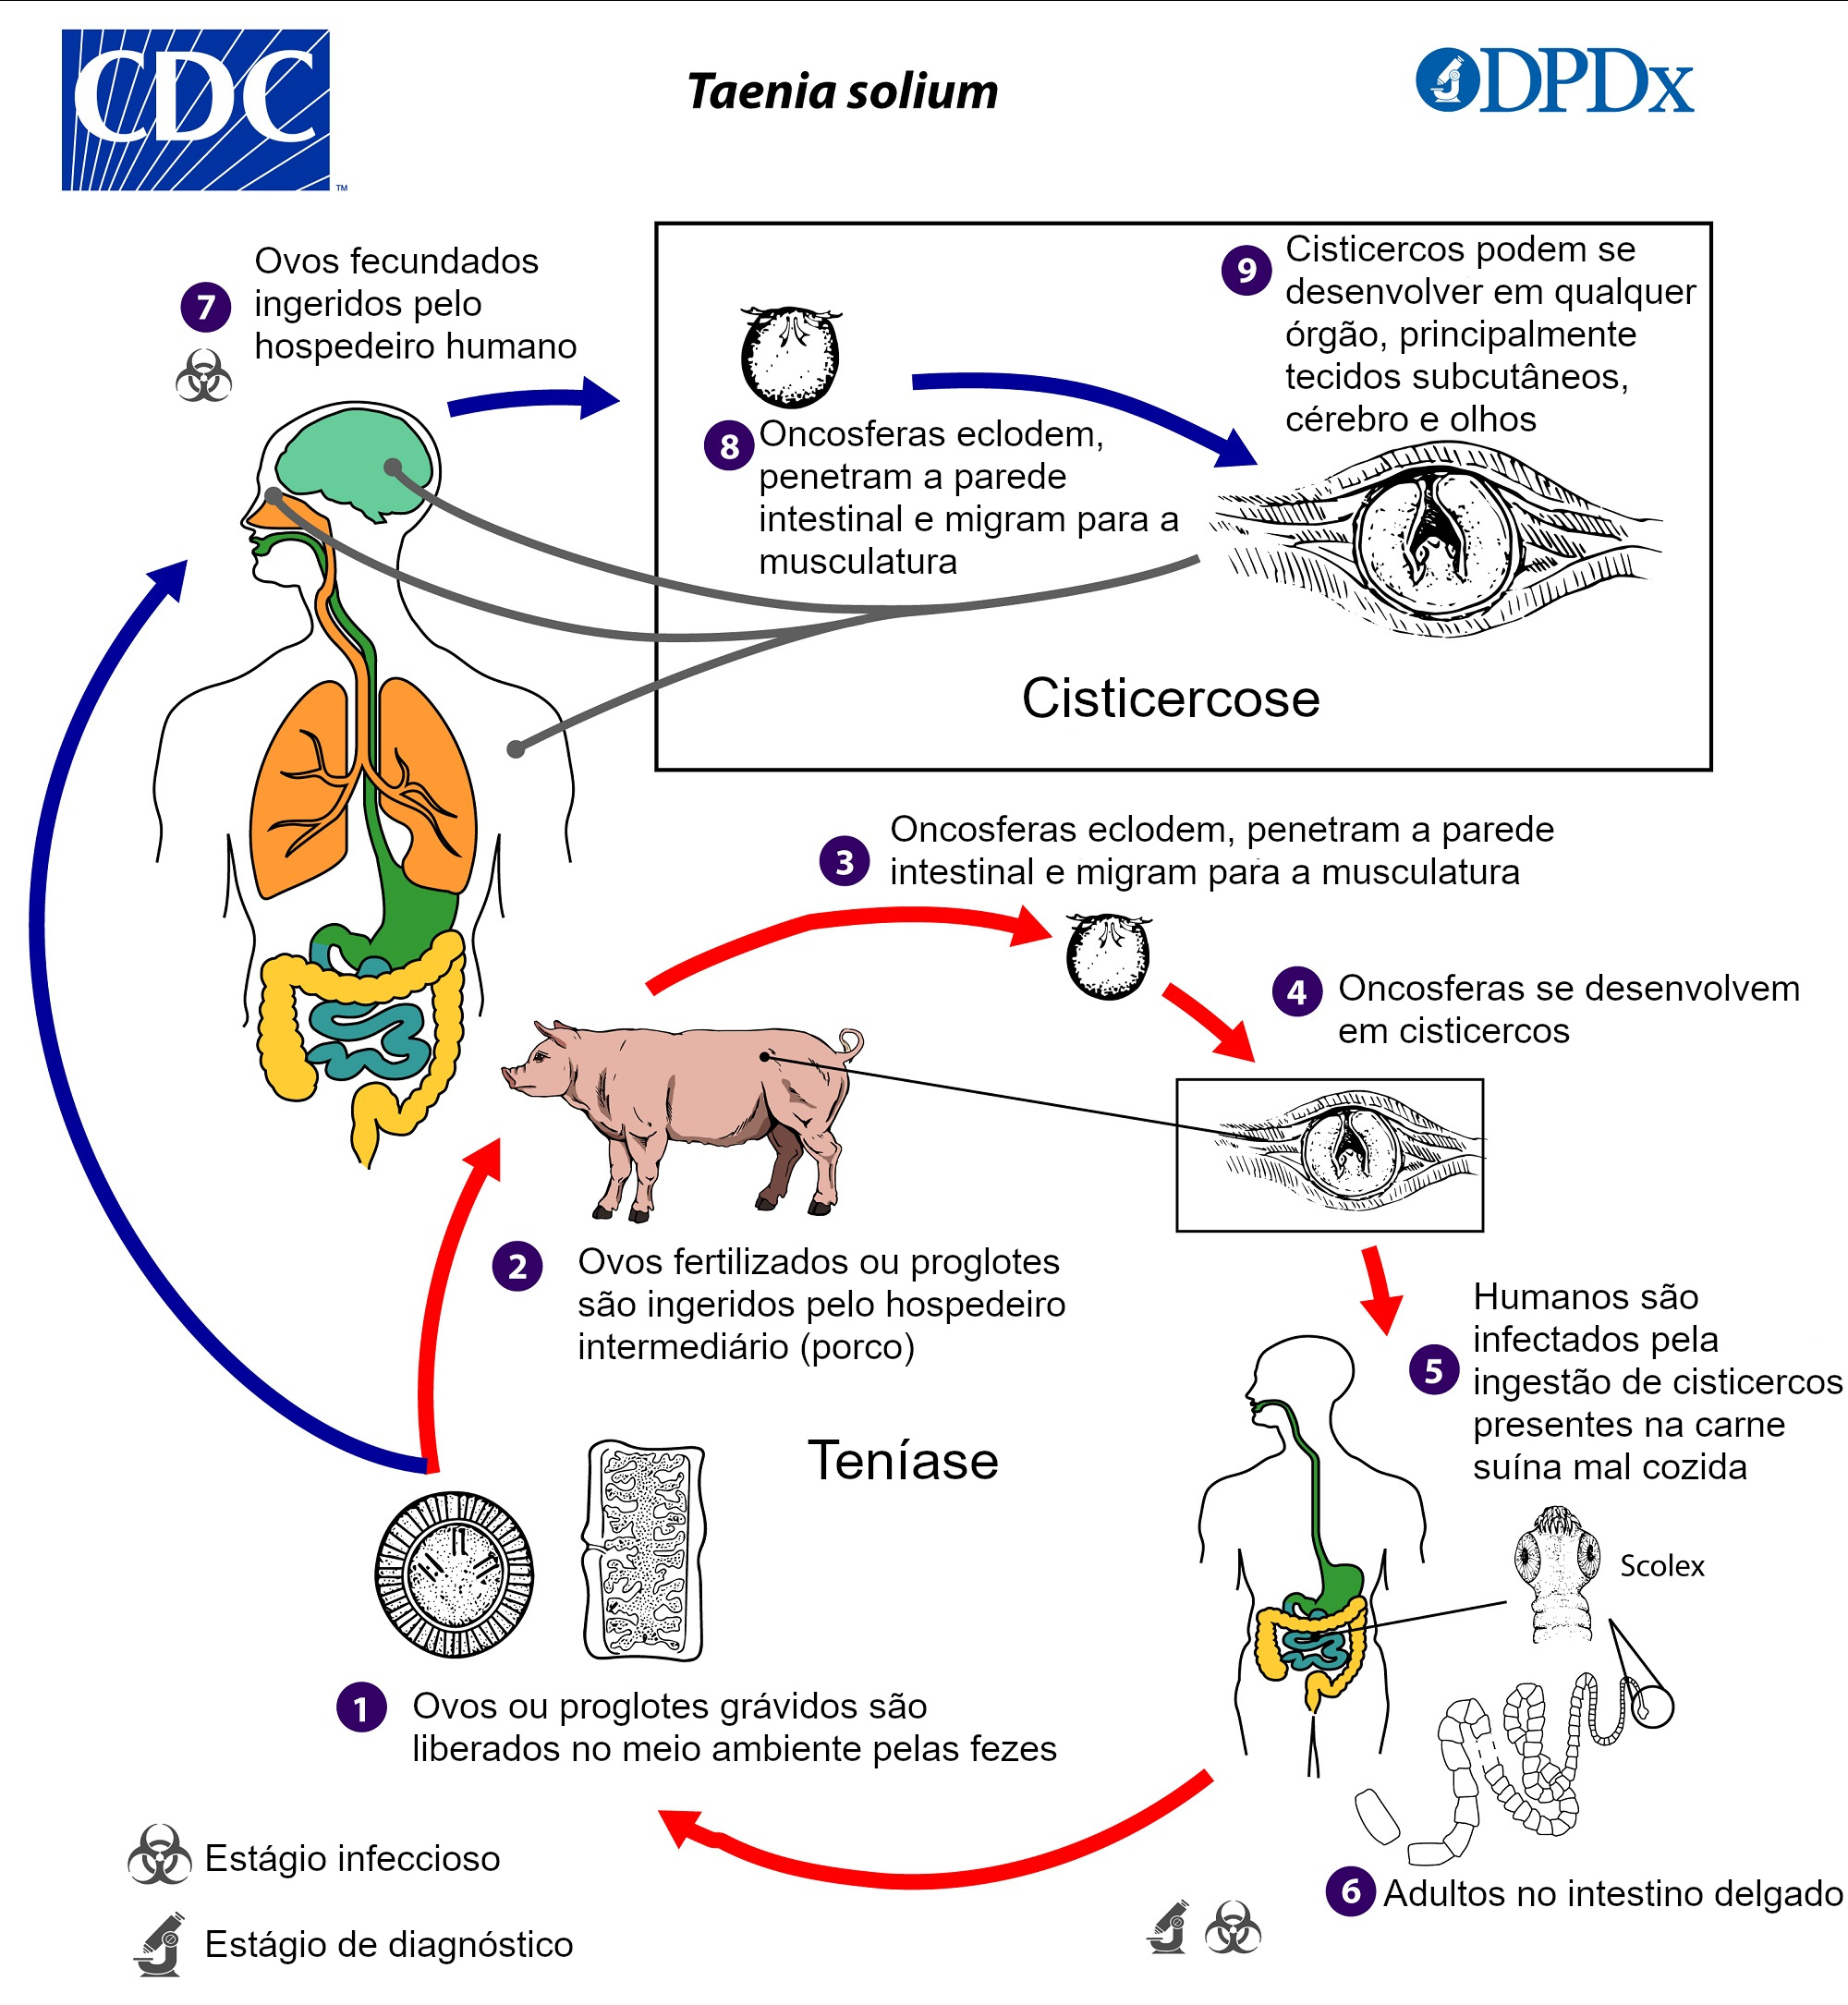 CDC
TM
Taenia solium
DPDx
7
Ovos fecundados
ingeridos pelo
hospedeiro humano
9
Cisticercos podem se
desenvolver em qualquer
órgão, principalmente
tecidos subcutâneos,
cérebro e olhos
8
Oncosferas eclodem,
penetram a parede
intestinal e migram para a
musculatura
Cisticercose
3
Oncosferas eclodem, penetram a parede
intestinal e migram para a musculatura
4
Oncosferas se desenvolvem
em cisticercos
2
Ovos fertilizados ou proglotes
são ingeridos pelo hospedeiro
intermediário (porco)
5
Humanos são
infectados pela
ingestão de cisticercos
presentes na carne
suína mal cozida
Teníase
Scolex
1
Ovos ou proglotes grávidos são
liberados no meio ambiente pelas fezes
6
Adultos no intestino delgado
Estágio infeccioso
Estágio de diagnóstico